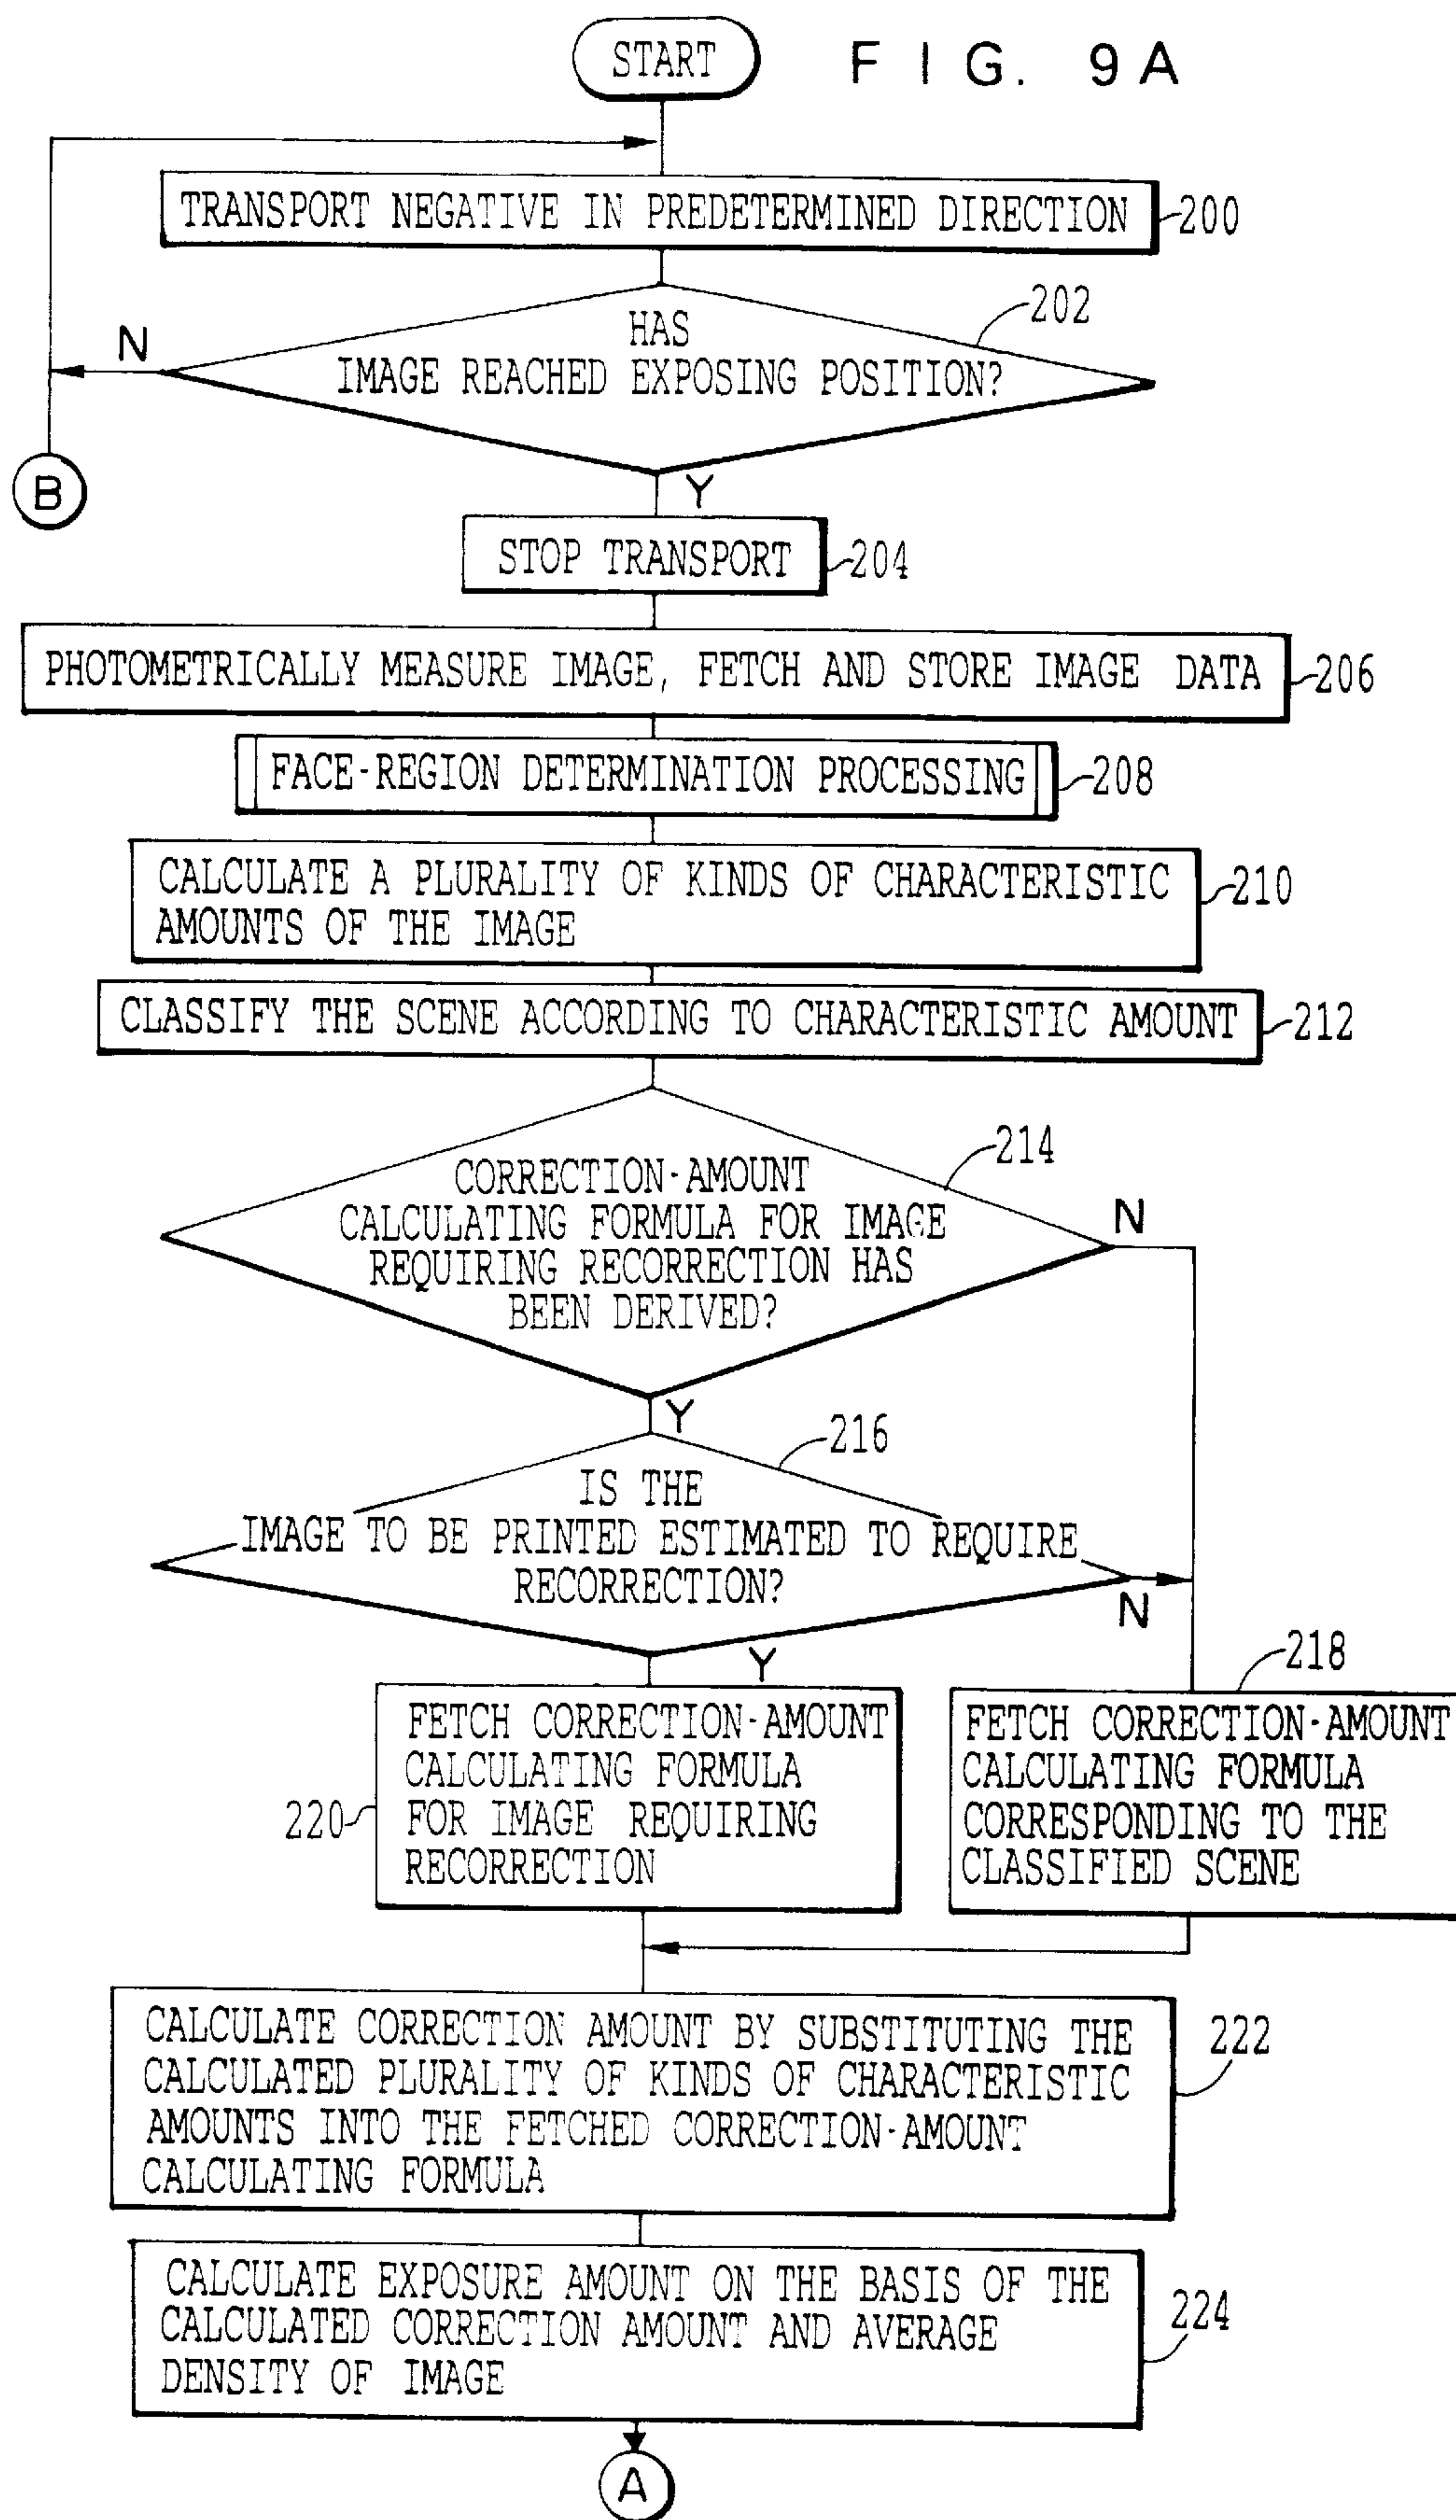 START
F I G. 9A
TRANSPORT NEGATIVE IN PREDETERMINED DIRECTION
200
202
HAS
IMAGE REACHED EXPOSING POSITION?
N
B
Y
STOP TRANSPORT
204
PHOTOMETRICALLY MEASURE IMAGE, FETCH AND STORE IMAGE DATA
206
FACE-REGION DETERMINATION PROCESSING
208
CALCULATE A PLURALITY OF KINDS OF CHARACTERISTIC
AMOUNTS OF THE IMAGE
210
CLASSIFY THE SCENE ACCORDING TO CHARACTERISTIC AMOUNT
212
214
CORRECTION-AMOUNT
CALCULATING FORMULA FOR IMAGE
REQUIRING RECORRECTION HAS
BEEN DERIVED?
N
Y
216
IS THE
IMAGE TO BE PRINTED ESTIMATED TO REQUIRE
RECORRECTION?
N
Y
218
FETCH CORRECTION-AMOUNT
CALCULATING FORMULA
FOR IMAGE REQUIRING
RECORRECTION
220
FETCH CORRECTION-AMOUNT
CALCULATING FORMULA
CORRESPONDING TO THE
CLASSIFIED SCENE
CALCULATE CORRECTION AMOUNT BY SUBSTITUTING THE
CALCULATED PLURALITY OF KINDS OF CHARACTERISTIC
AMOUNTS INTO THE FETCHED CORRECTION-AMOUNT
CALCULATING FORMULA
222
CALCULATE EXPOSURE AMOUNT ON THE BASIS OF THE
CALCULATED CORRECTION AMOUNT AND AVERAGE
DENSITY OF IMAGE
224
A